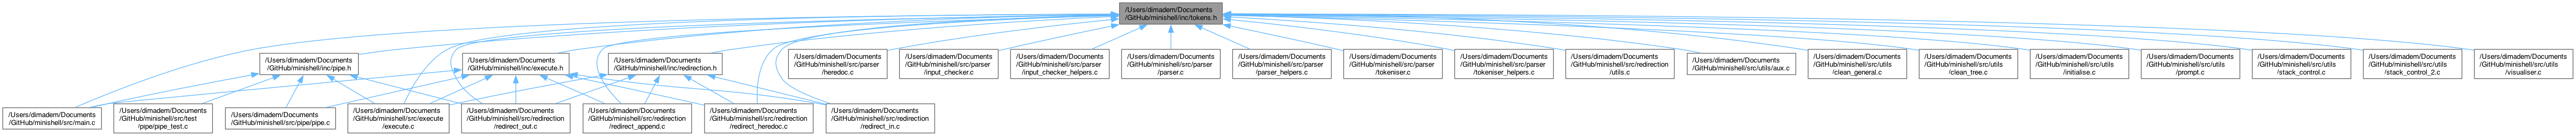 /Users/dimadem/Documents
/GitHub/minishell/inc/tokens.h
/Users/dimadem/Documents
/GitHub/minishell/inc/pipe.h
/Users/dimadem/Documents
/GitHub/minishell/inc/execute.h
/Users/dimadem/Documents
/GitHub/minishell/inc/redirection.h
/Users/dimadem/Documents
/GitHub/minishell/src/parser
/heredoc.c
/Users/dimadem/Documents
/GitHub/minishell/src/parser
/input_checker.c
/Users/dimadem/Documents
/GitHub/minishell/src/parser
/input_checker_helpers.c
/Users/dimadem/Documents
/GitHub/minishell/src/parser
/parser.c
/Users/dimadem/Documents
/GitHub/minishell/src/parser
/parser_helpers.c
/Users/dimadem/Documents
/GitHub/minishell/src/parser
/tokeniser.c
/Users/dimadem/Documents
/GitHub/minishell/src/parser
/tokeniser_helpers.c
/Users/dimadem/Documents
/GitHub/minishell/src/redirection
/utils.c
/Users/dimadem/Documents
/GitHub/minishell/src/utils/aux.c
/Users/dimadem/Documents
/GitHub/minishell/src/utils
/clean_general.c
/Users/dimadem/Documents
/GitHub/minishell/src/utils
/clean_tree.c
/Users/dimadem/Documents
/GitHub/minishell/src/utils
/initialise.c
/Users/dimadem/Documents
/GitHub/minishell/src/utils
/prompt.c
/Users/dimadem/Documents
/GitHub/minishell/src/utils
/stack_control.c
/Users/dimadem/Documents
/GitHub/minishell/src/utils
/stack_control_2.c
/Users/dimadem/Documents
/GitHub/minishell/src/utils
/visualiser.c
/Users/dimadem/Documents
/GitHub/minishell/src/main.c
/Users/dimadem/Documents
/GitHub/minishell/src/test
/pipe/pipe_test.c
/Users/dimadem/Documents
/GitHub/minishell/src/pipe/pipe.c
/Users/dimadem/Documents
/GitHub/minishell/src/execute
/execute.c
/Users/dimadem/Documents
/GitHub/minishell/src/redirection
/redirect_out.c
/Users/dimadem/Documents
/GitHub/minishell/src/redirection
/redirect_append.c
/Users/dimadem/Documents
/GitHub/minishell/src/redirection
/redirect_heredoc.c
/Users/dimadem/Documents
/GitHub/minishell/src/redirection
/redirect_in.c